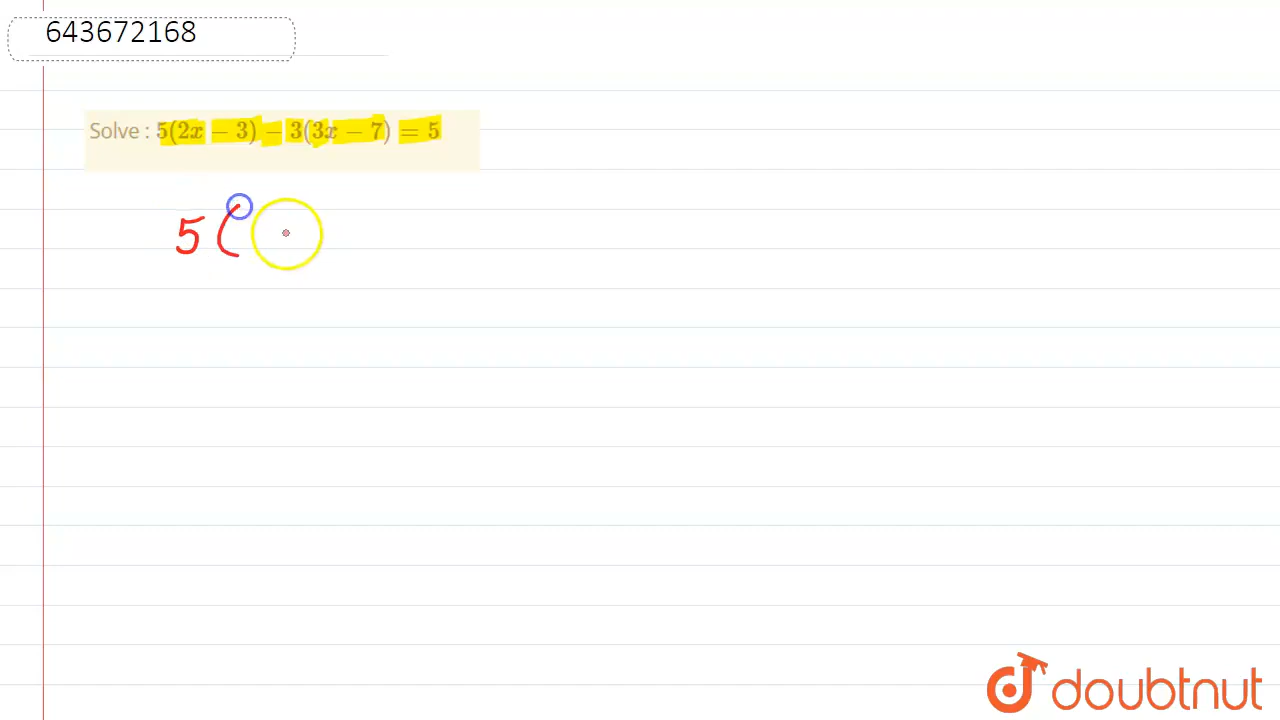 643672168
Solve : 5(2x − 3) − 3(3x − 7) = 5
5 (
doubtnut